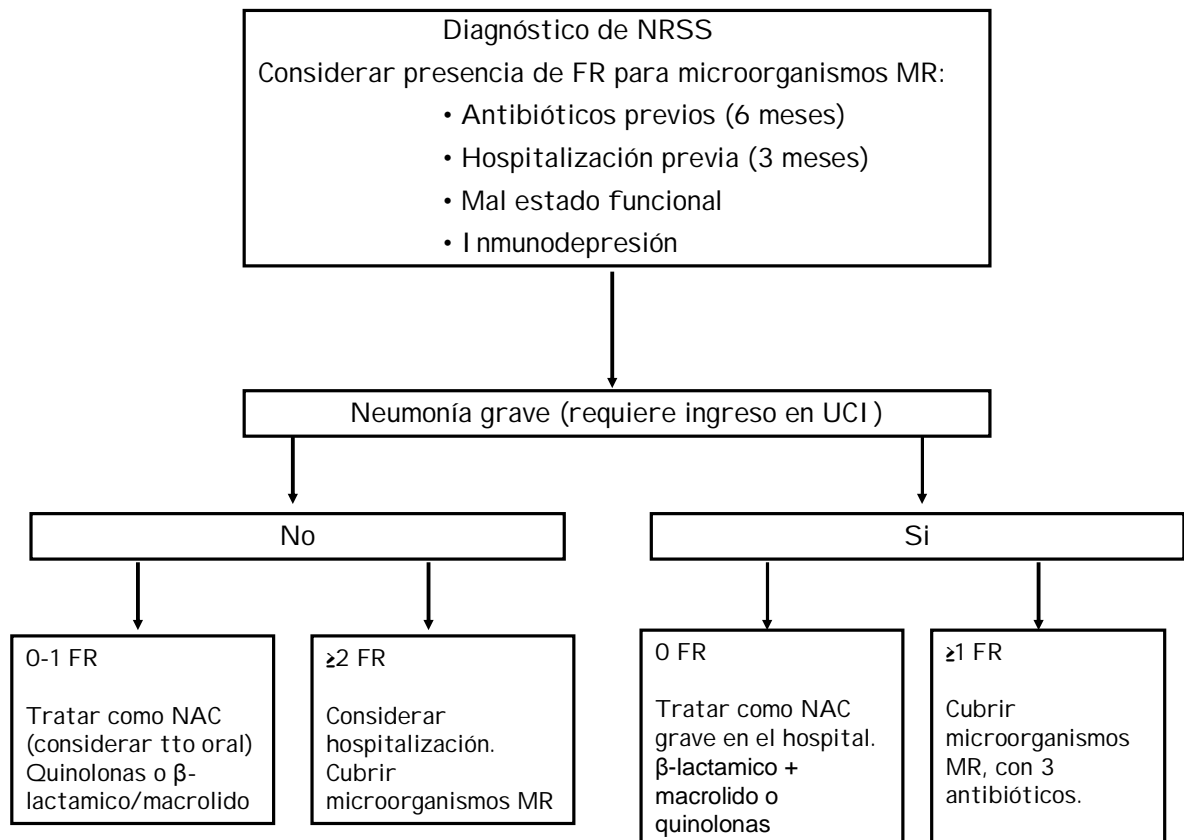 Diagnóstico de NRSS
Considerar presencia de FR para microorganismos MR:
• Antibióticos previos (6 meses)
• Hospitalización previa (3 meses)
• Mal estado funcional
• Inmunodepresión
Neumonía grave (requiere ingreso en UCI)
No
Si
0-1 FR
Tratar como NAC
(considerar tto oral)
Quinolonas o β-
lactamico/macrolido
≥2 FR
Considerar
hospitalización.
Cubrir
microorganismos MR
0 FR
Tratar como NAC
grave en el hospital.
β-lactamico +
macrolido o
quinolonas
≥1 FR
Cubrir
microorganismos
MR, con 3
antibióticos.